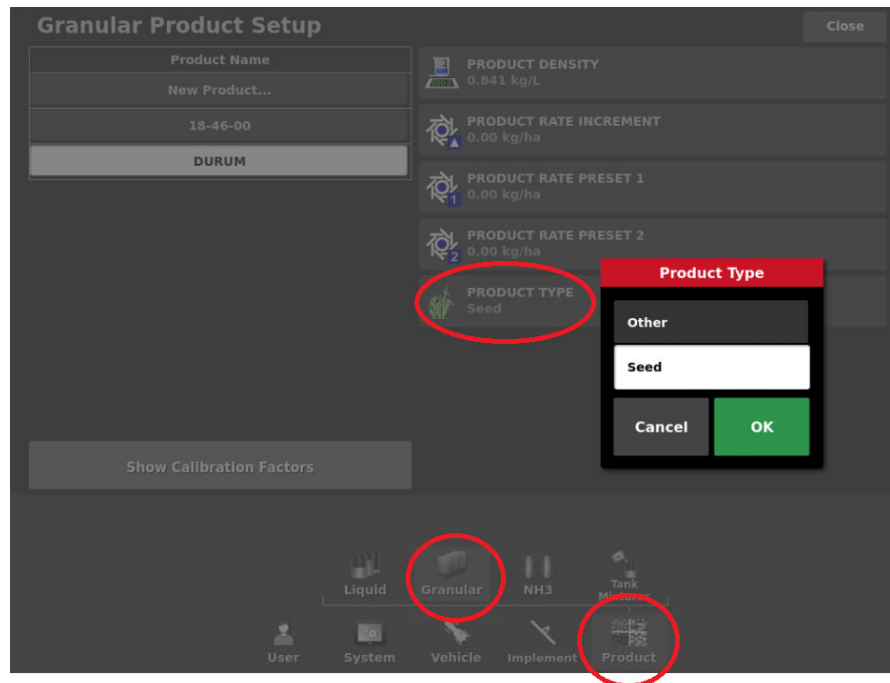 Granular Product Setup
Close
Product Name
New Product...
18-46-00
DURUM
PRODUCT DENSITY
0.841 kg/L
PRODUCT RATE INCREMENT
0.00 kg/ha
PRODUCT RATE PRESET 1
0.00 kg/ha
1
PRODUCT RATE PRESET 2
0.00 kg/ha
2
PRODUCT TYPE
Seed
Product Type
Other
Seed
Cancel
OK
Show Calibration Factors
Liquid
Granular
NH3
Tank
Mixtures
User
System
Vehicle
Implement
Product